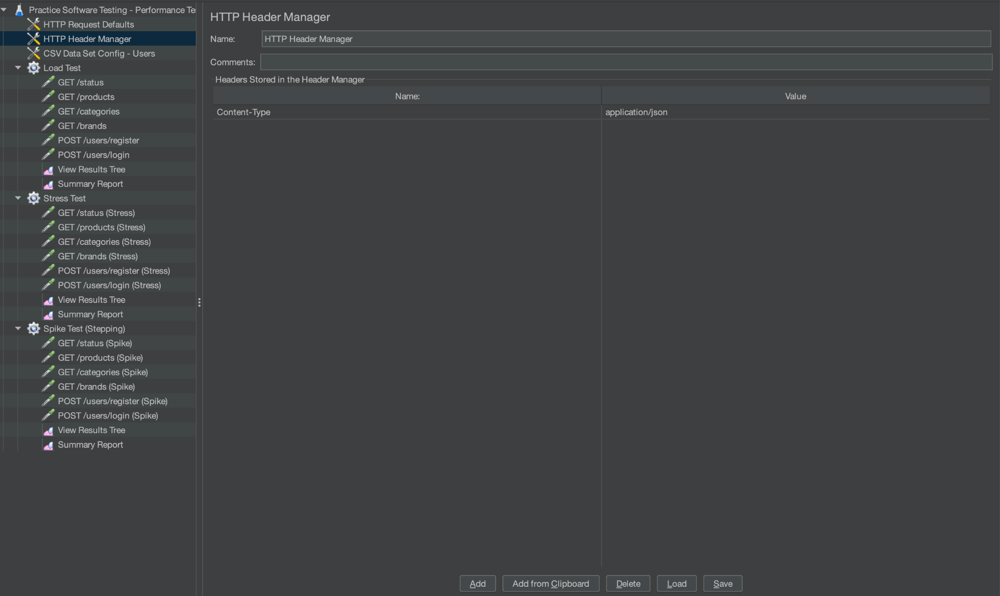 Practice Software Testing - Performance Te
HTTP Request Defaults
HTTP Header Manager
CSV Data Set Config - Users
Load Test
GET /status
GET /products
GET /categories
GET /brands
POST /users/register
POST /users/login
View Results Tree
Summary Report
Stress Test
GET /status (Stress)
GET /products (Stress)
GET /categories (Stress)
GET /brands (Stress)
POST /users/register (Stress)
POST /users/login (Stress)
View Results Tree
Summary Report
Spike Test (Stepping)
GET /status (Spike)
GET /products (Spike)
GET /categories (Spike)
GET /brands (Spike)
POST /users/register (Spike)
POST /users/login (Spike)
View Results Tree
Summary Report
HTTP Header Manager
Name: HTTP Header Manager
Comments:
Headers Stored in the Header Manager
Name: Value
Content-Type application/json
Add Add from Clipboard Delete Load Save